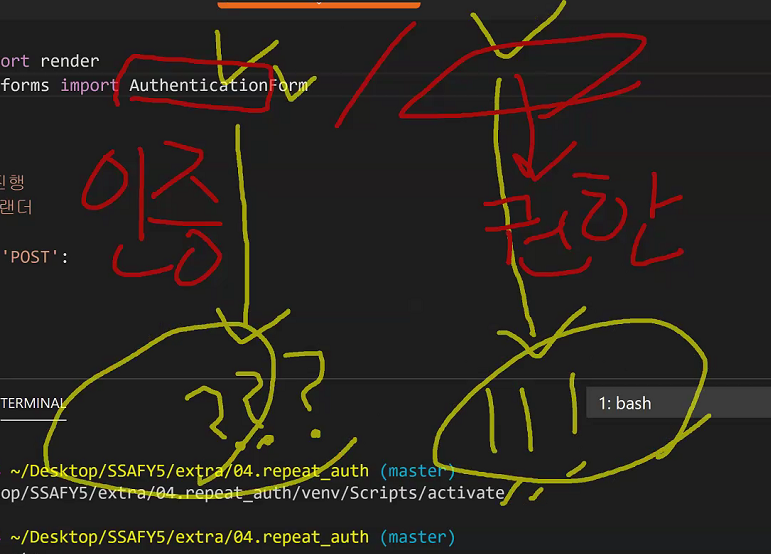 ort render
forms import AuthenticationForm
인증
권한
진행
랜더
'POST':
???
TERMINAL
1: bash
~/Desktop/SSAFY5/extra/04.repeat_auth (master)
op/SSAFY5/extra/04.repeat_auth/venv/Scripts/activate
~/Desktop/SSAFY5/extra/04.repeat_auth (master)